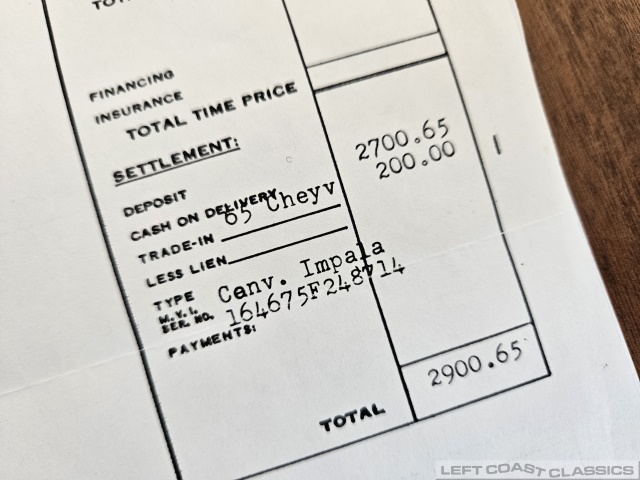 TO
FINANCING
INSURANCE
TOTAL TIME PRICE
SETTLEMENT:
DEPOSIT 2700.65
CASH ON DELIVERY 200.00
TRADE-IN 65 Cheyv
LESS LIEN
TYPE Canv. Impala
M.V.I. SER. NO. 164675F248714
PAYMENTS:
TOTAL 2900.65
LEFT COAST CLASSICS